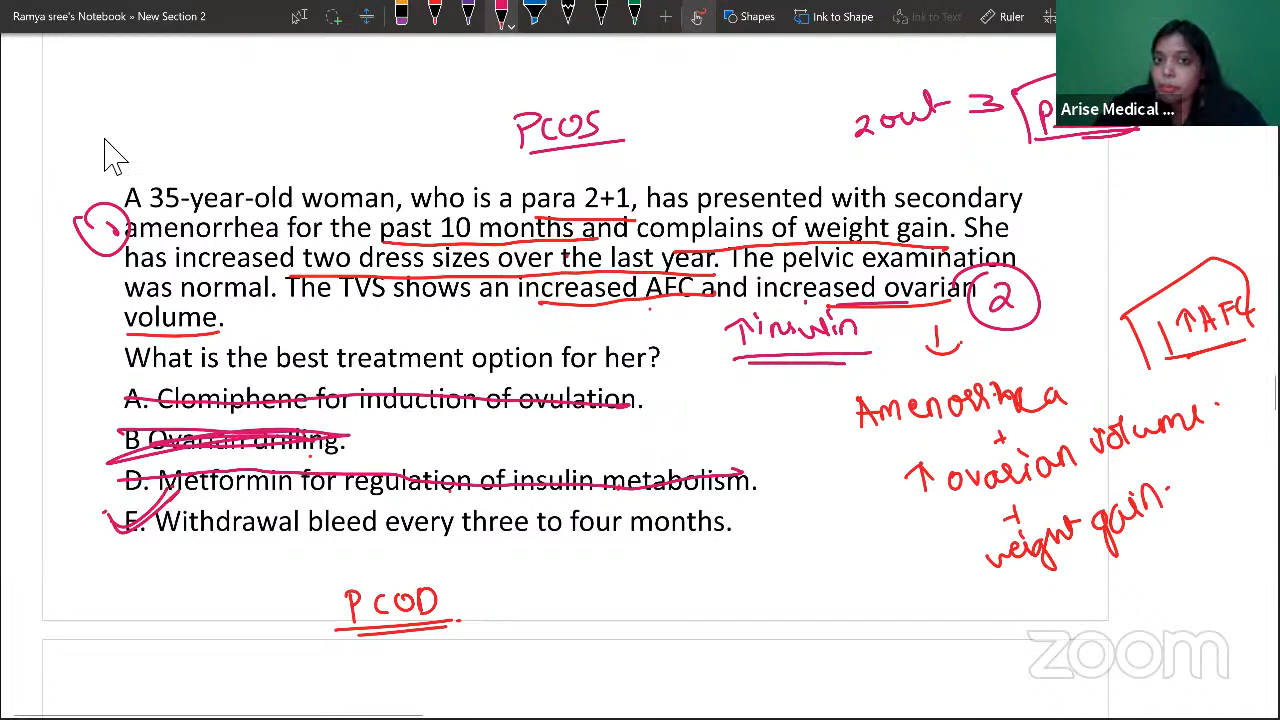 Ramya sree's Notebook » New Section 2
Shapes
Ink to Shape
Ink to Text
Ruler
Arise Medical ...
PCOS
2 out 3
A 35-year-old woman, who is a para 2+1, has presented with secondary
amenorrhea for the past 10 months and complains of weight gain. She
has increased two dress sizes over the last year. The pelvic examination
was normal. The TVS shows an increased AFC and increased ovarian
volume.
2
↑insulin
↑AFC
What is the best treatment option for her?
A. Clomiphene for induction of ovulation.
B Ovarian drilling.
D. Metformin for regulation of insulin metabolism.
E. Withdrawal bleed every three to four months.
Amenorrhea
+
↑ ovarian volume.
+
weight gain.
PCOD
zoom